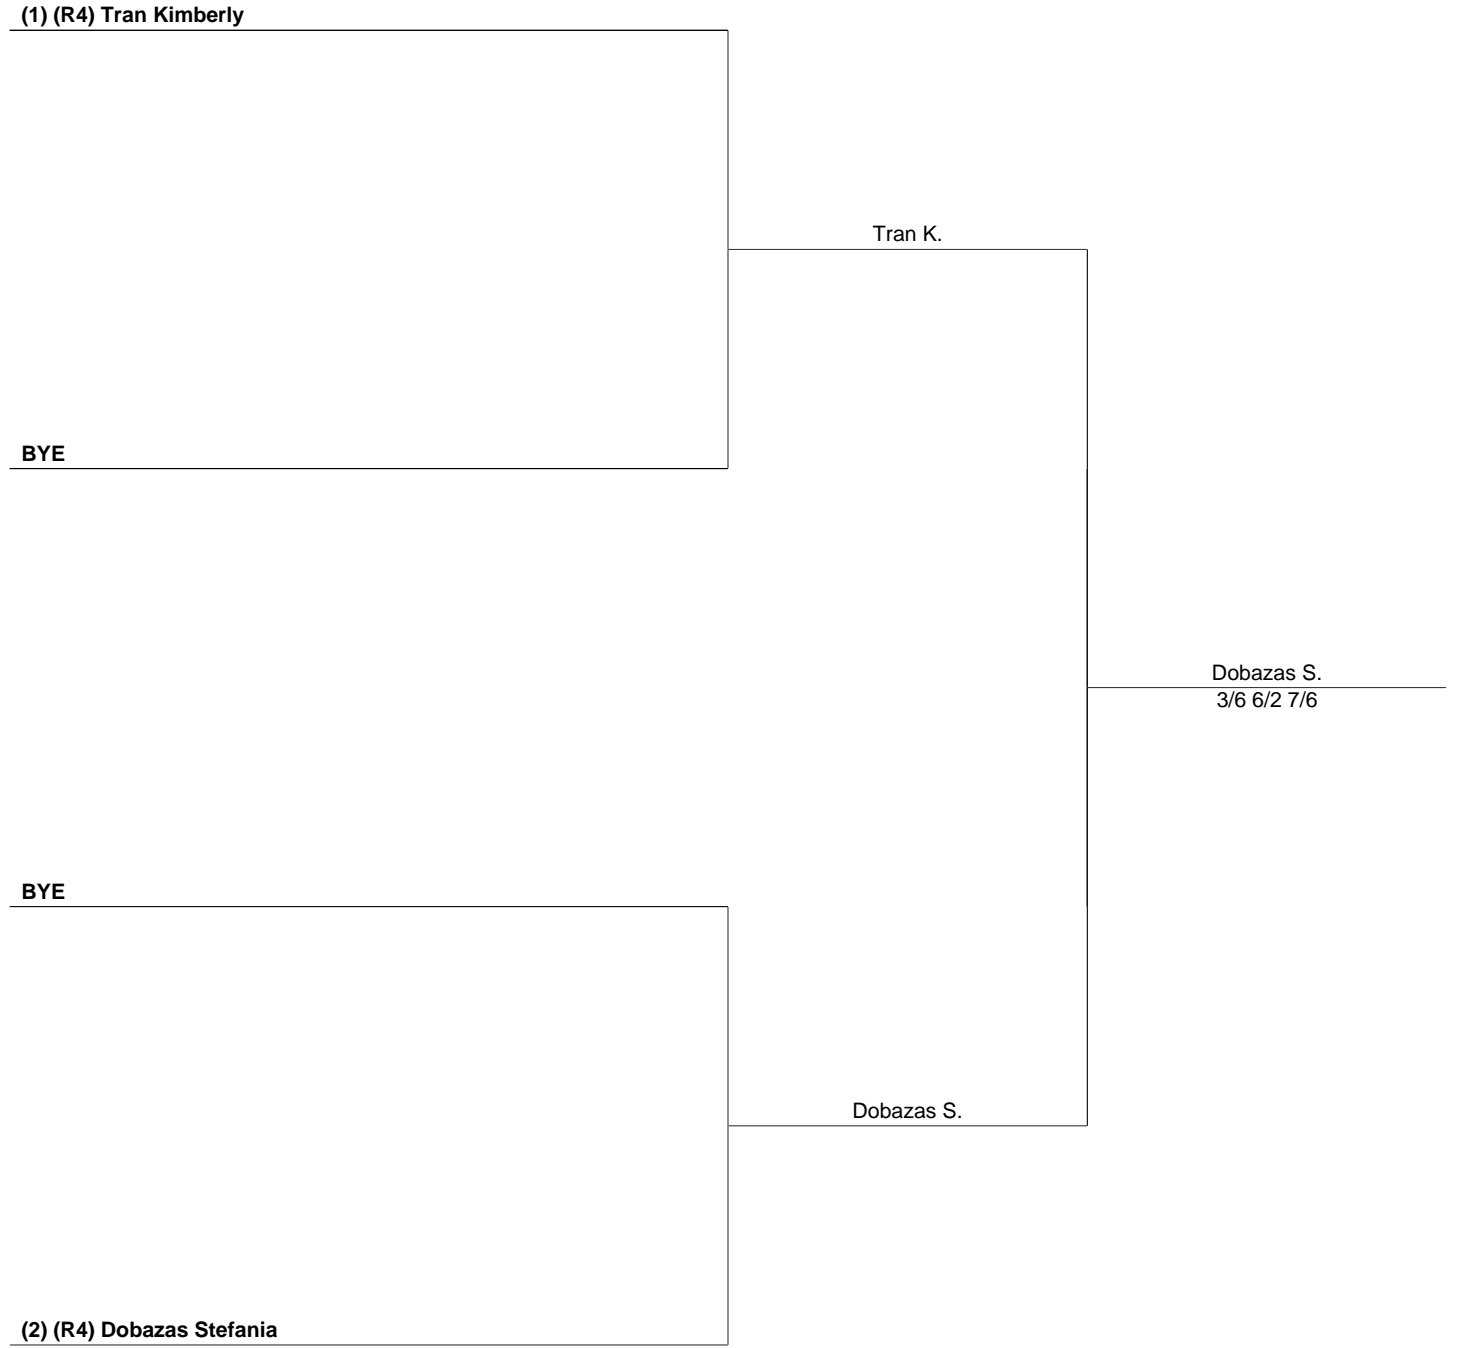 (1) (R4) Tran Kimberly
Tran K.
BYE
Dobazas S.
3/6 6/2 7/6
BYE
Dobazas S.
(2) (R4) Dobazas Stefania